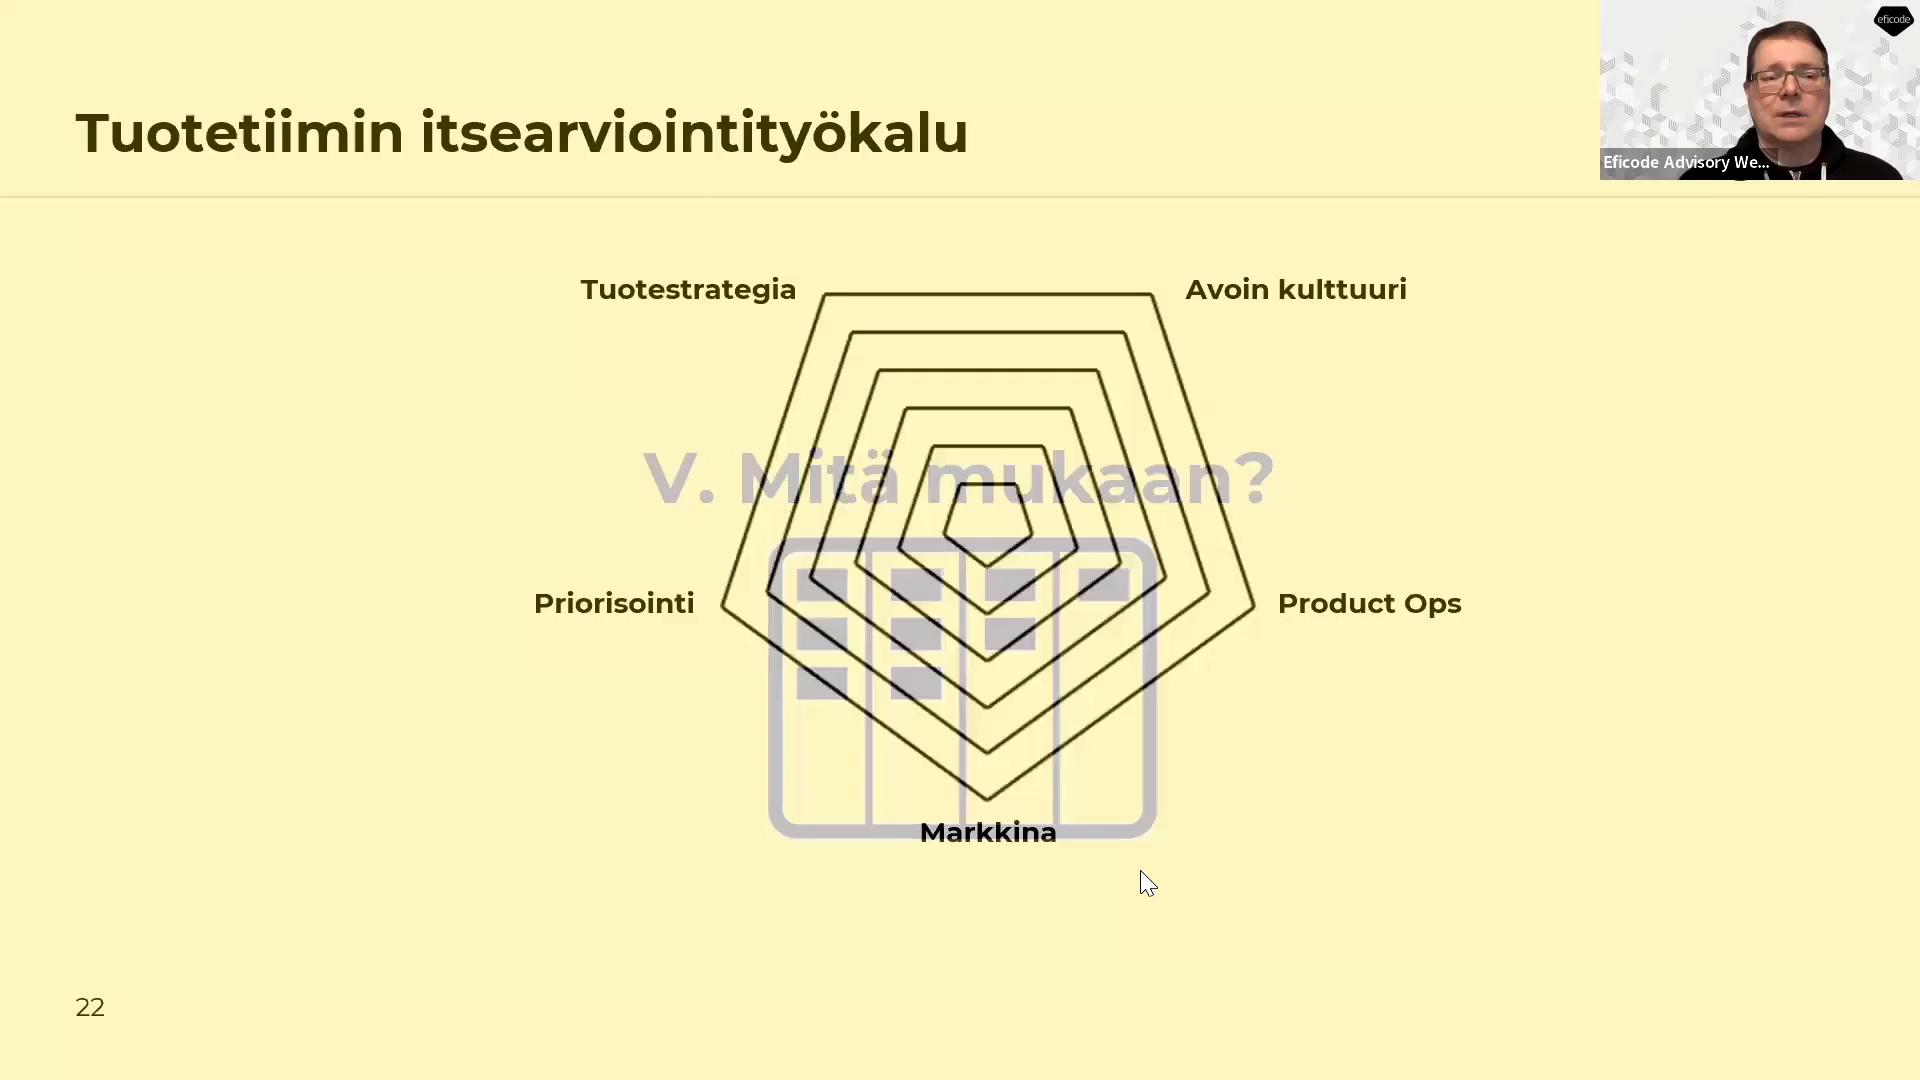 eficode
Tuotetiimin itsearviointityökalu
Eficode Advisory We...
Tuotestrategia
Avoin kulttuuri
V. Mitä mukaan?
Priorisointi
Product Ops
Markkina
22